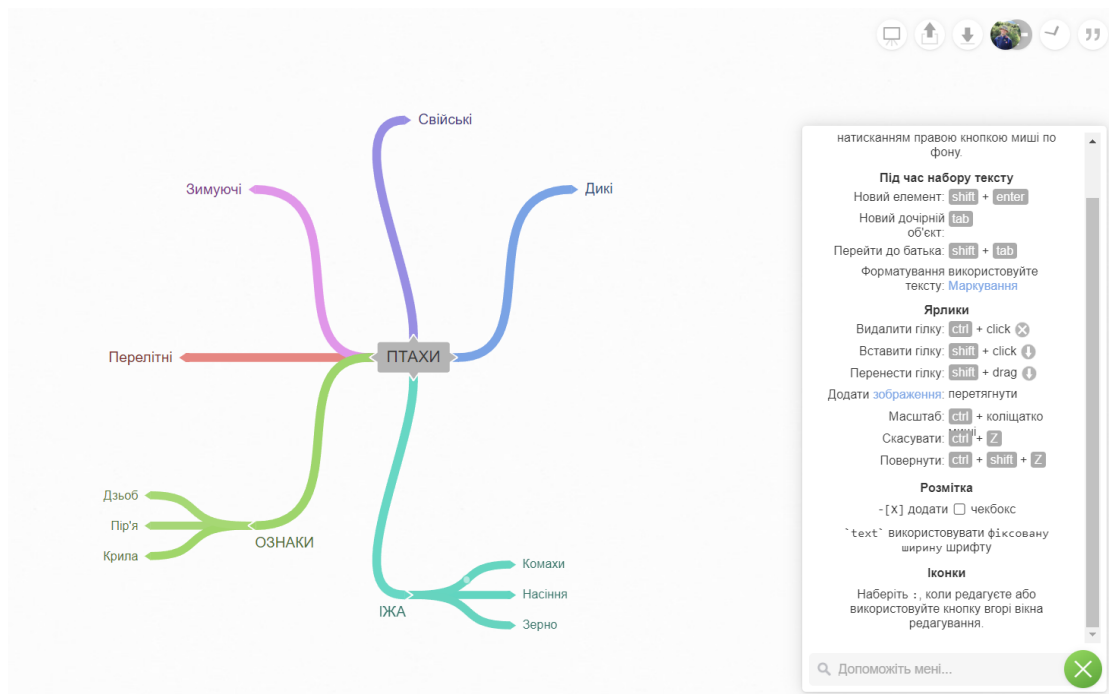 Свійські
Зимуючі
Дикі
Перелітні
ПТАХИ
Дзьоб
Пір'я
Крила
ОЗНАКИ
Комахи
Насіння
Зерно
ЇЖА
натисканням правою кнопкою миші по
фону.
Під час набору тексту
Новий елемент: shift + enter
Новий дочірній tab
об'єкт:
Перейти до батька: shift + tab
Форматування використовуйте
тексту: Маркування
Ярлики
Видалити гілку: ctrl + click
Вставити гілку: shift + click
Перенести гілку: shift + drag
Додати зображення: перетягнути
Масштаб: ctrl + коліщатко
миші
Скасувати: ctrl + Z
Повернути: ctrl + shift + Z
Розмітка
-[X] додати чекбокс
`text` використовувати фіксовану
ширину шрифту
Іконки
Наберіть :, коли редагуєте або
використовуйте кнопку вгорі вікна
редагування.
Допоможіть мені...